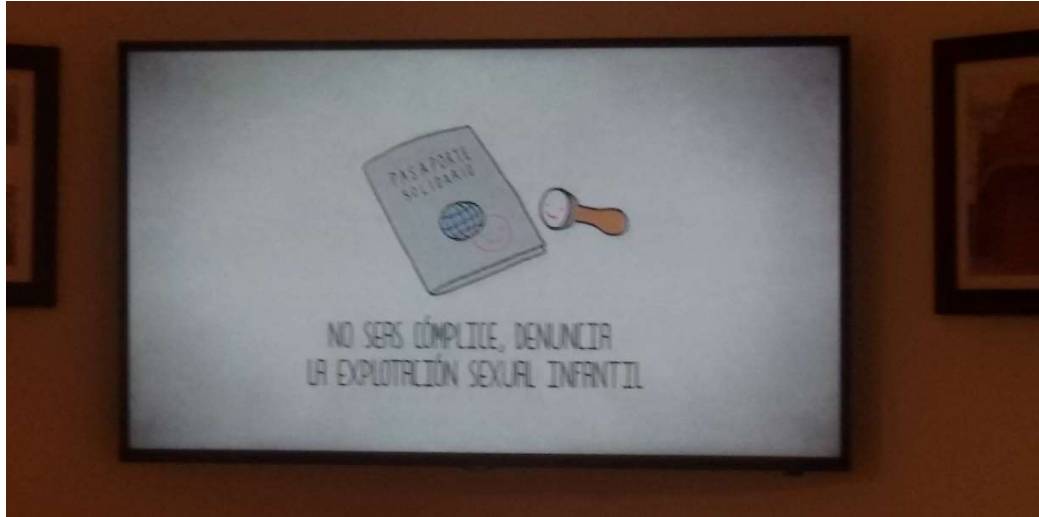 PASAPORTE
SOLIDARIO
NO SEAS CÓMPLICE, DENUNCIA
LA EXPLOTACIÓN SEXUAL INFANTIL